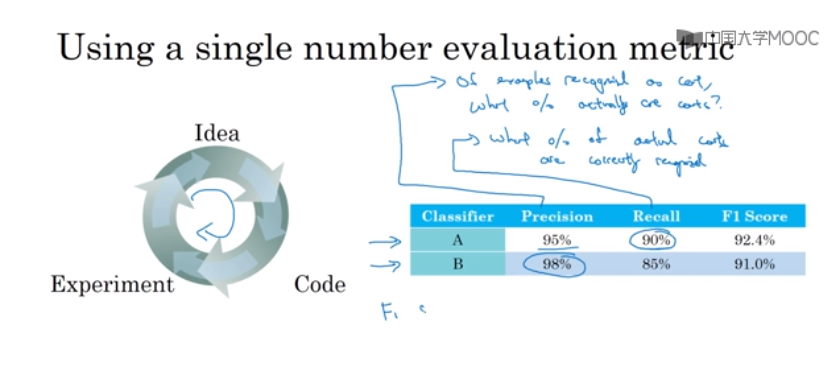 Using a single number evaluation metric
中国大学MOOC
Of examples recognized as cat,
what % actually are cats?
what % of actual cats
are correctly recognized
Idea
Experiment
Code
Classifier Precision Recall F1 Score
A 95% 90% 92.4%
B 98% 85% 91.0%
F1